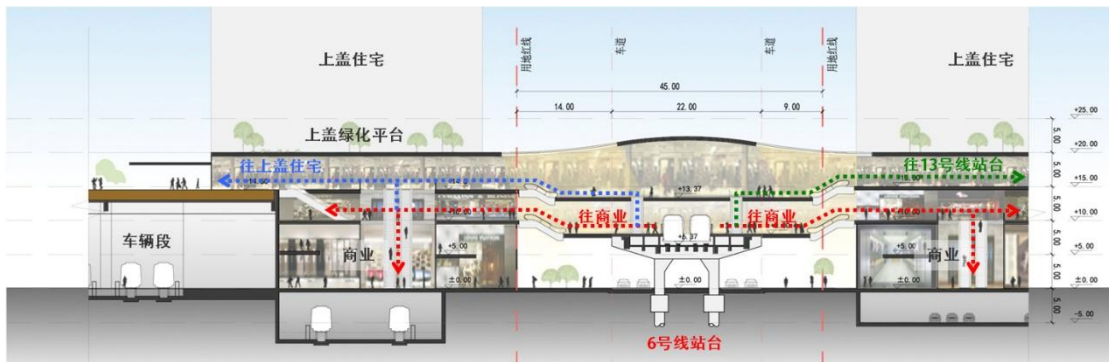 上盖住宅
上盖住宅
用地红线
车道
车道
用地红线
45.00
14.00
22.00
9.00
上盖绿化平台
往上盖住宅
往13号线站台
+13.37
往商业
往商业
车辆段
商业
商业
+5.00
+5.00
±0.00
±0.00
±0.00
6号线站台
+25.00
+20.00
+15.00
+10.00
+5.00
±0.00
-5.00
5.00
5.00
5.00
5.00
5.00
5.00